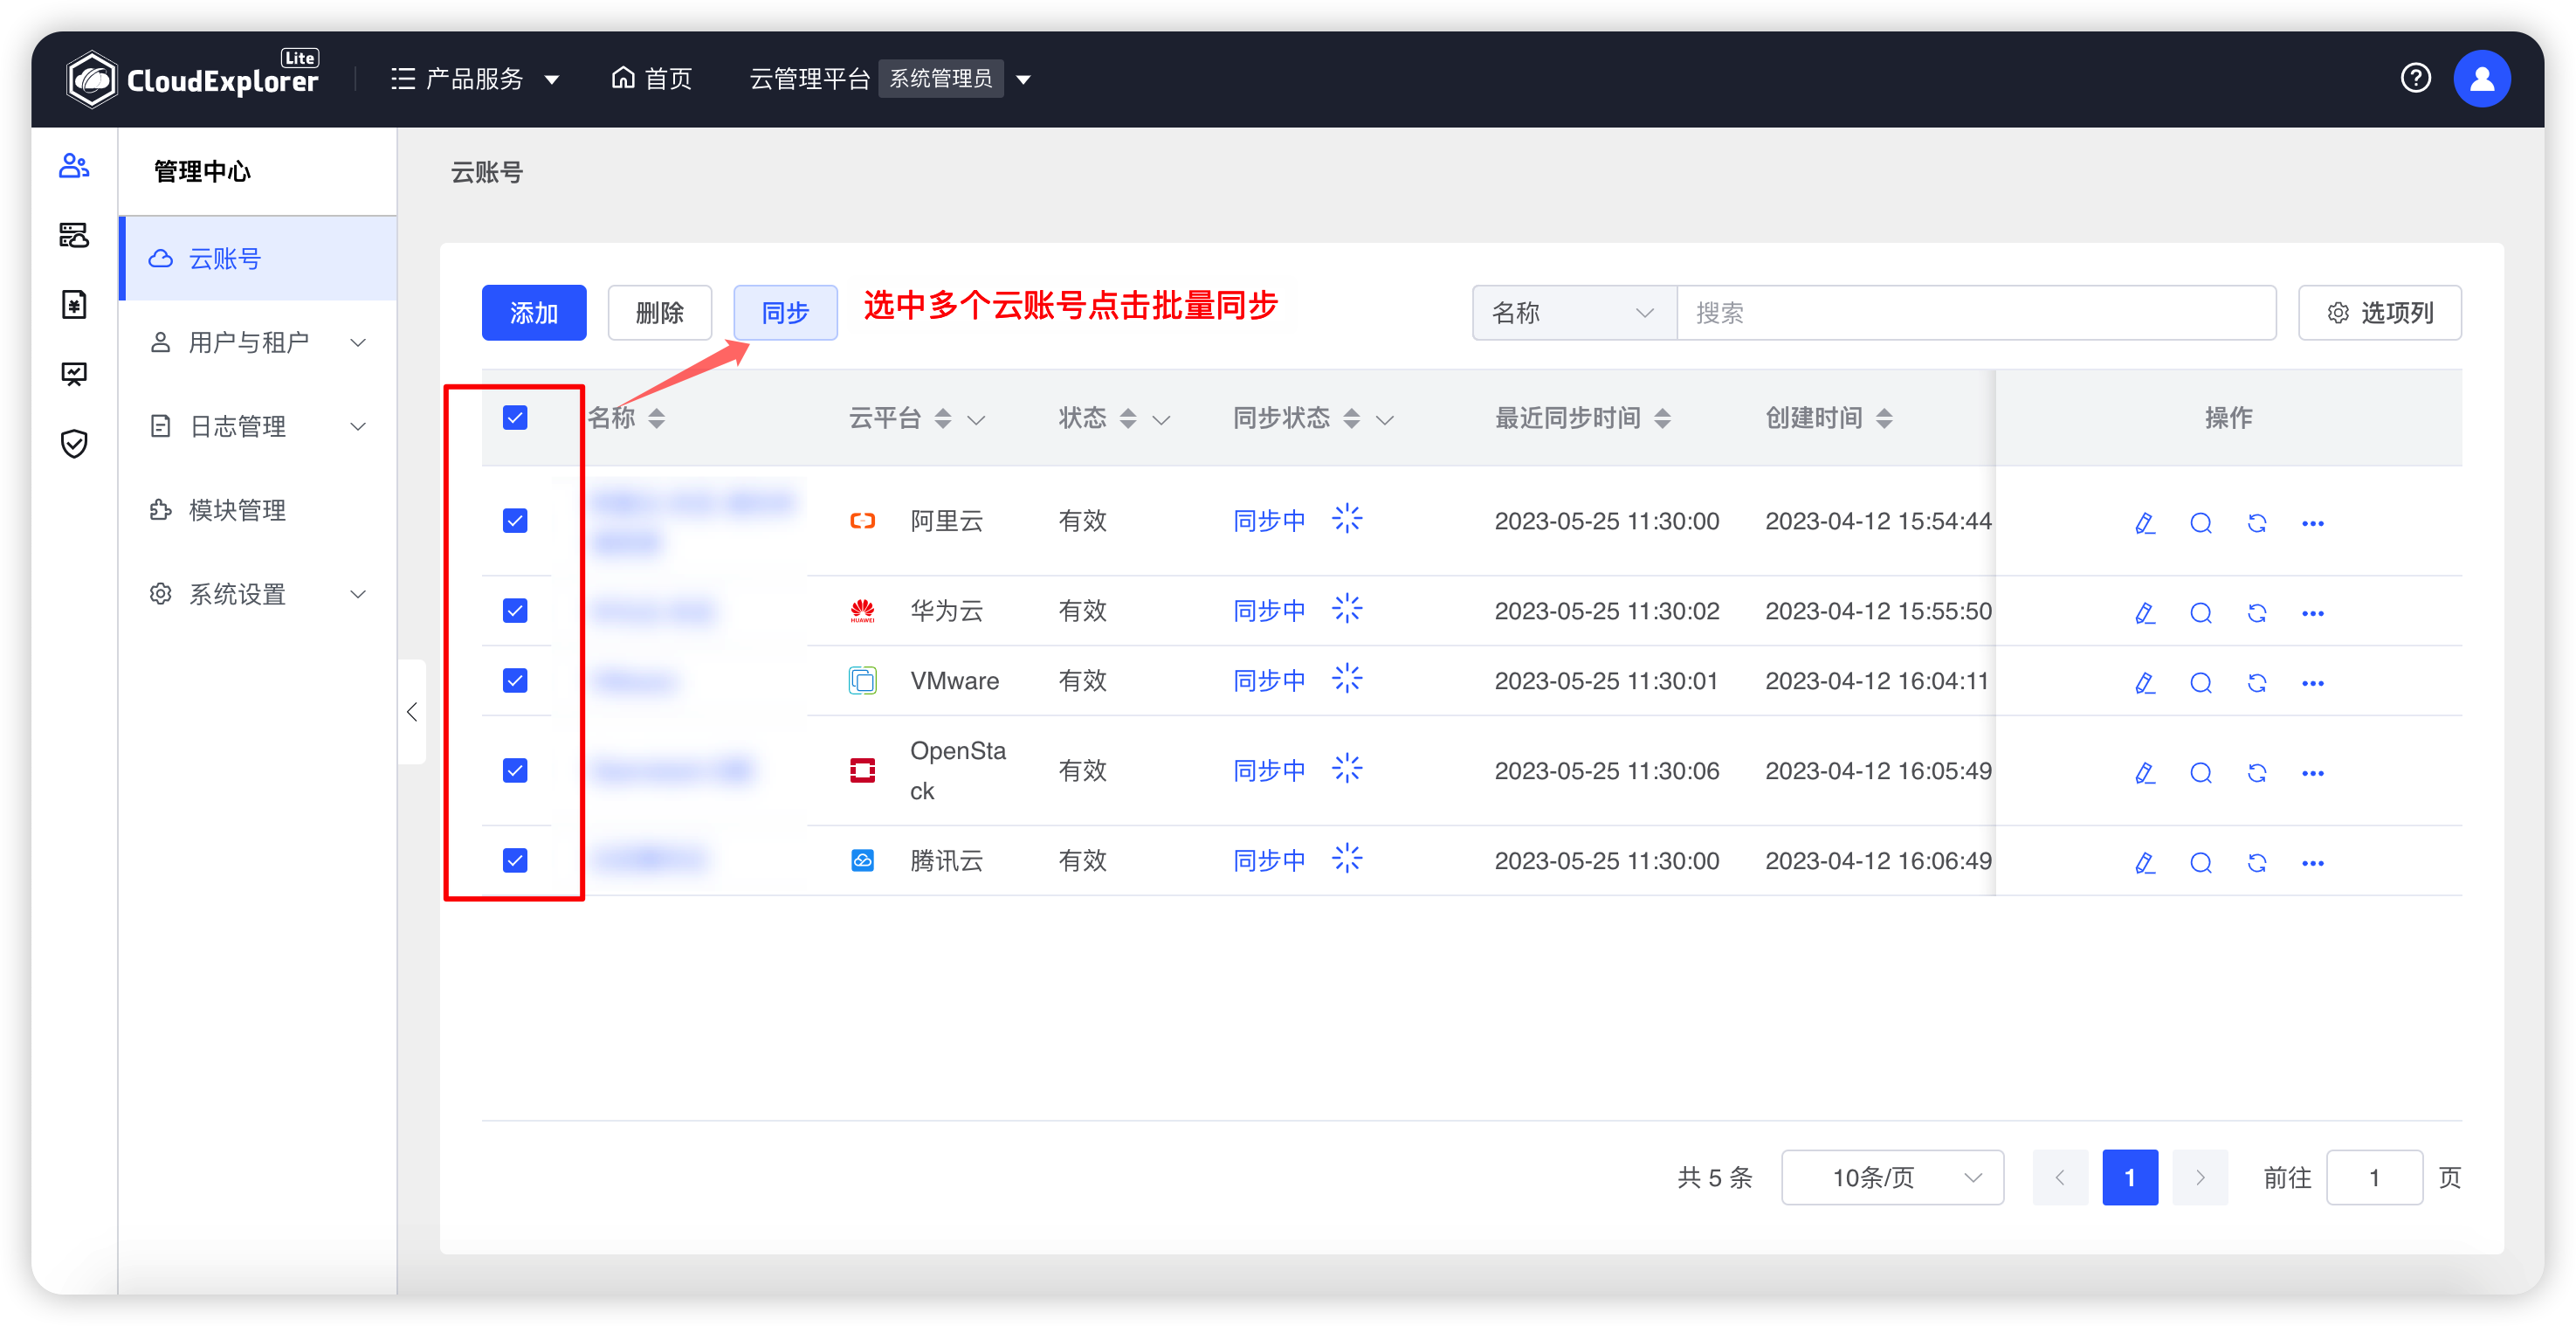 CloudExplorer Lite
产品服务
首页
云管理平台 系统管理员
管理中心
云账号
用户与租户
日志管理
模块管理
系统设置
云账号
添加 删除 同步 选中多个云账号点击批量同步 名称 搜索 选项列
名称 云平台 状态 同步状态 最近同步时间 创建时间 操作
阿里云 有效 同步中 2023-05-25 11:30:00 2023-04-12 15:54:44
HUAWEI 华为云 有效 同步中 2023-05-25 11:30:02 2023-04-12 15:55:50
VMware 有效 同步中 2023-05-25 11:30:01 2023-04-12 16:04:11
OpenSta
ck 有效 同步中 2023-05-25 11:30:06 2023-04-12 16:05:49
腾讯云 有效 同步中 2023-05-25 11:30:00 2023-04-12 16:06:49
共 5 条 10条/页 1 前往 1 页